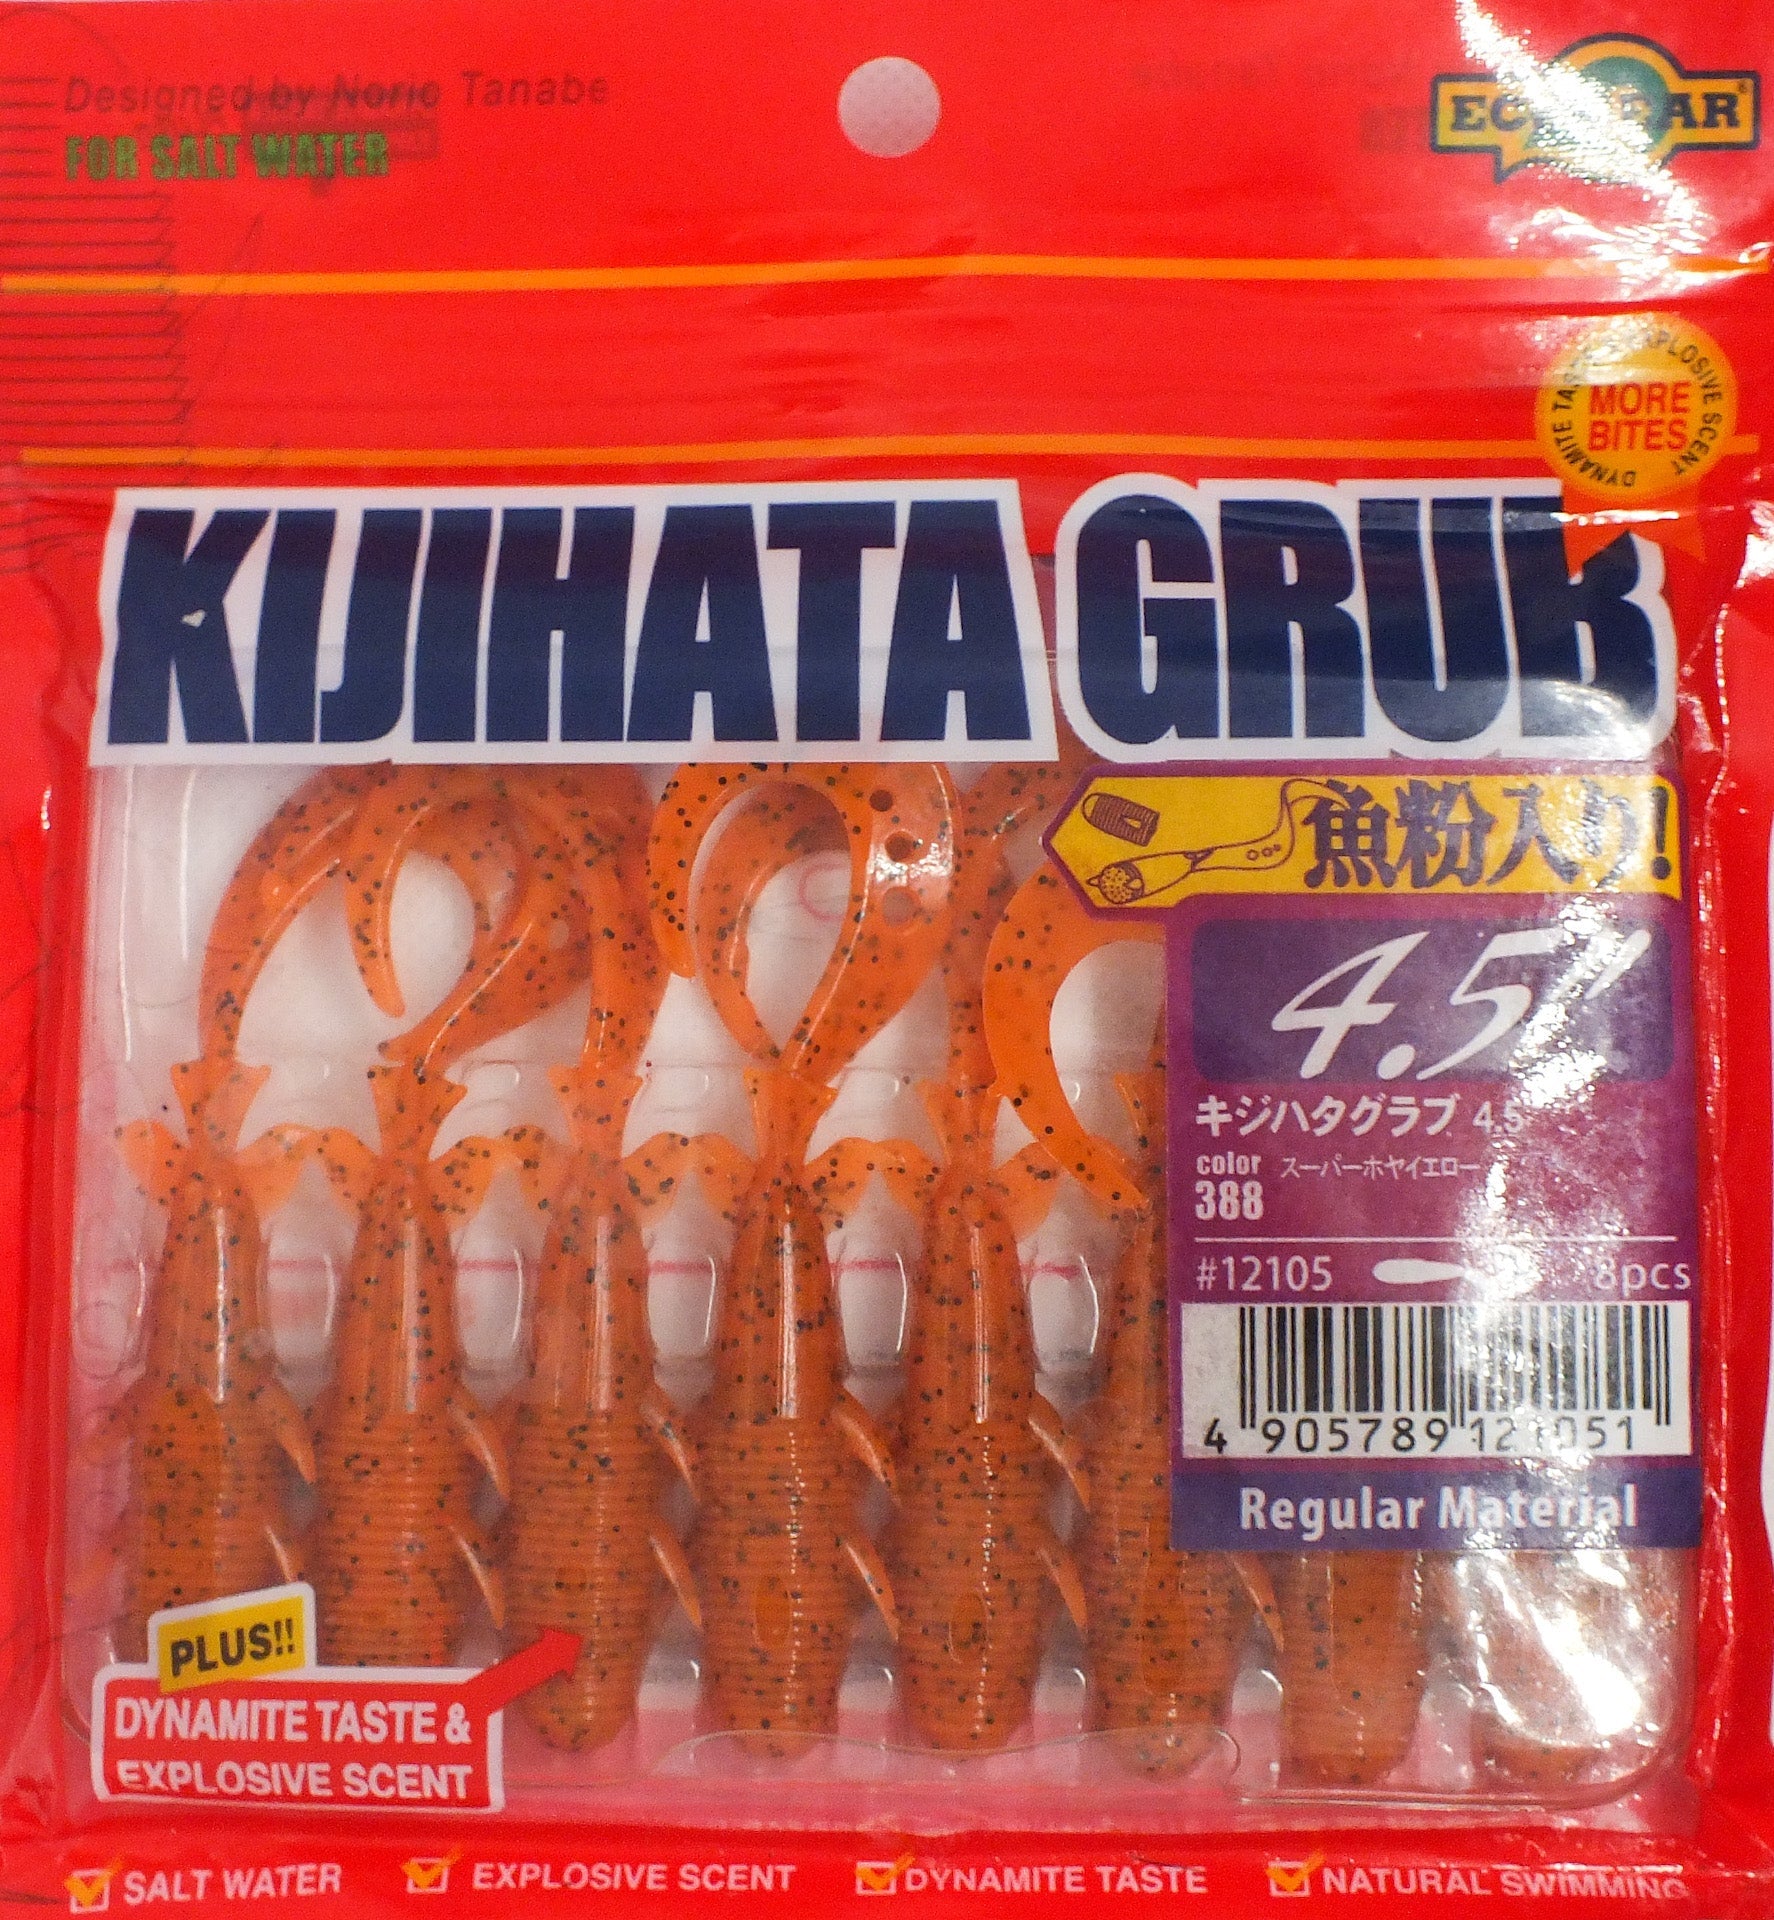 Designed by Norio Tanabe
FOR SALT WATER
ECOGEAR
DYNAMITE TASTE & EXPLOSIVE SCENT
MORE
BITES
KIJIHATA GRUB
魚粉入り!
4.5"
キジハタグラブ 4.5"
color
388
スーパーホヤイエロー
#12105
8pcs
4 905789 121051
Regular Material
PLUS!!
DYNAMITE TASTE &
EXPLOSIVE SCENT
SALT WATER
EXPLOSIVE SCENT
DYNAMITE TASTE
NATURAL SWIMMING